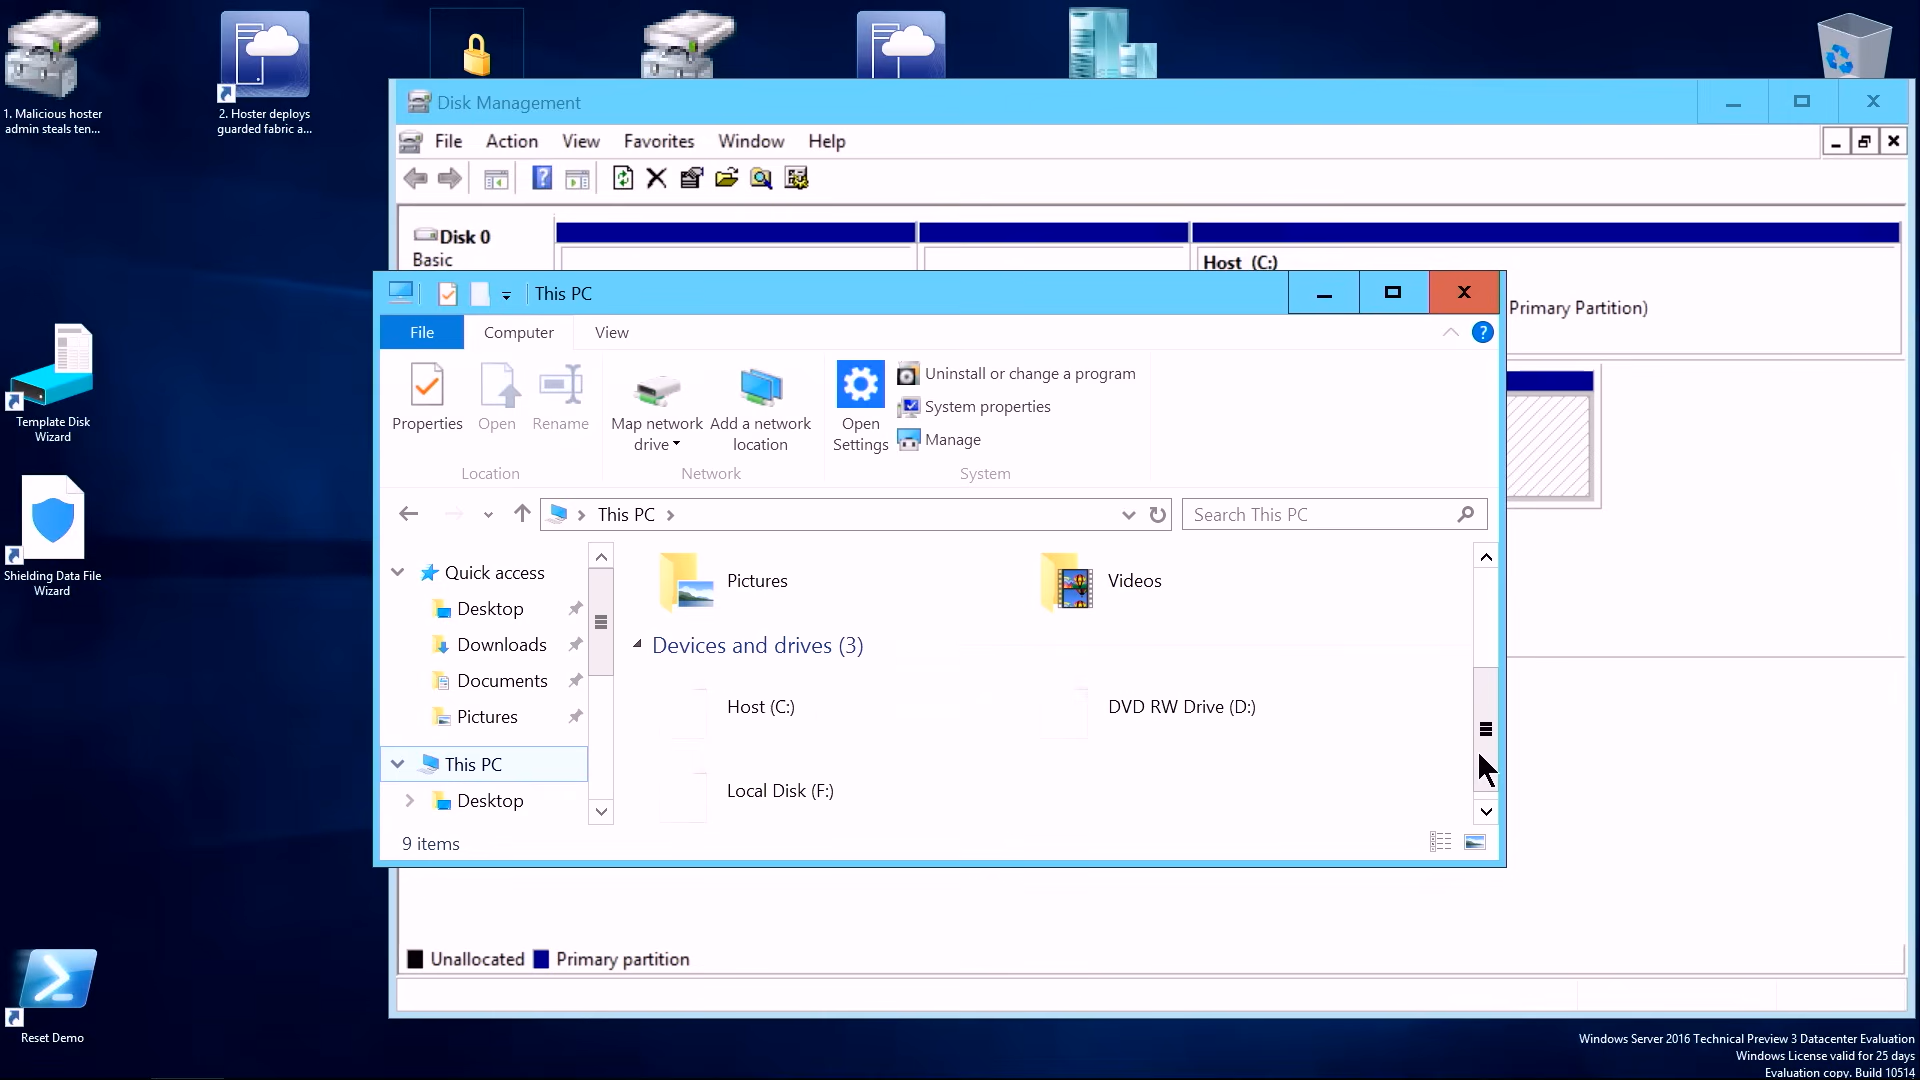 1. Malicious hoster
admin steals ten...
2. Hoster deploys
guarded fabric a...
Template Disk
Wizard
Shielding Data File
Wizard
Reset Demo
Disk Management
File Action View Favorites Window Help
Disk 0
Basic
Host (C:)
Primary Partition)
This PC
File Computer View
Properties Open Rename
Location
Map network
drive
Add a network
location
Network
Open
Settings
Uninstall or change a program
System properties
Manage
System
This PC
Search This PC
Quick access
Desktop
Downloads
Documents
Pictures
This PC
Desktop
Pictures Videos
Devices and drives (3)
Host (C:) DVD RW Drive (D:)
Local Disk (F:)
9 items
Unallocated Primary partition
Windows Server 2016 Technical Preview 3 Datacenter Evaluation
Windows License valid for 25 days
Evaluation copy. Build 10514